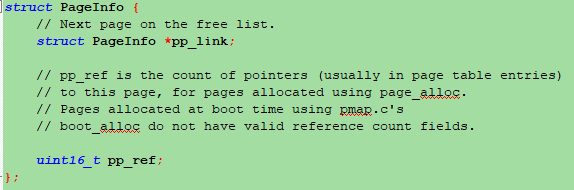 struct PageInfo {
// Next page on the free list.
struct PageInfo *pp_link;
// pp_ref is the count of pointers (usually in page table entries)
// to this page, for pages allocated using page_alloc.
// Pages allocated at boot time using pmap.c's
// boot_alloc do not have valid reference count fields.
uint16_t pp_ref;
};